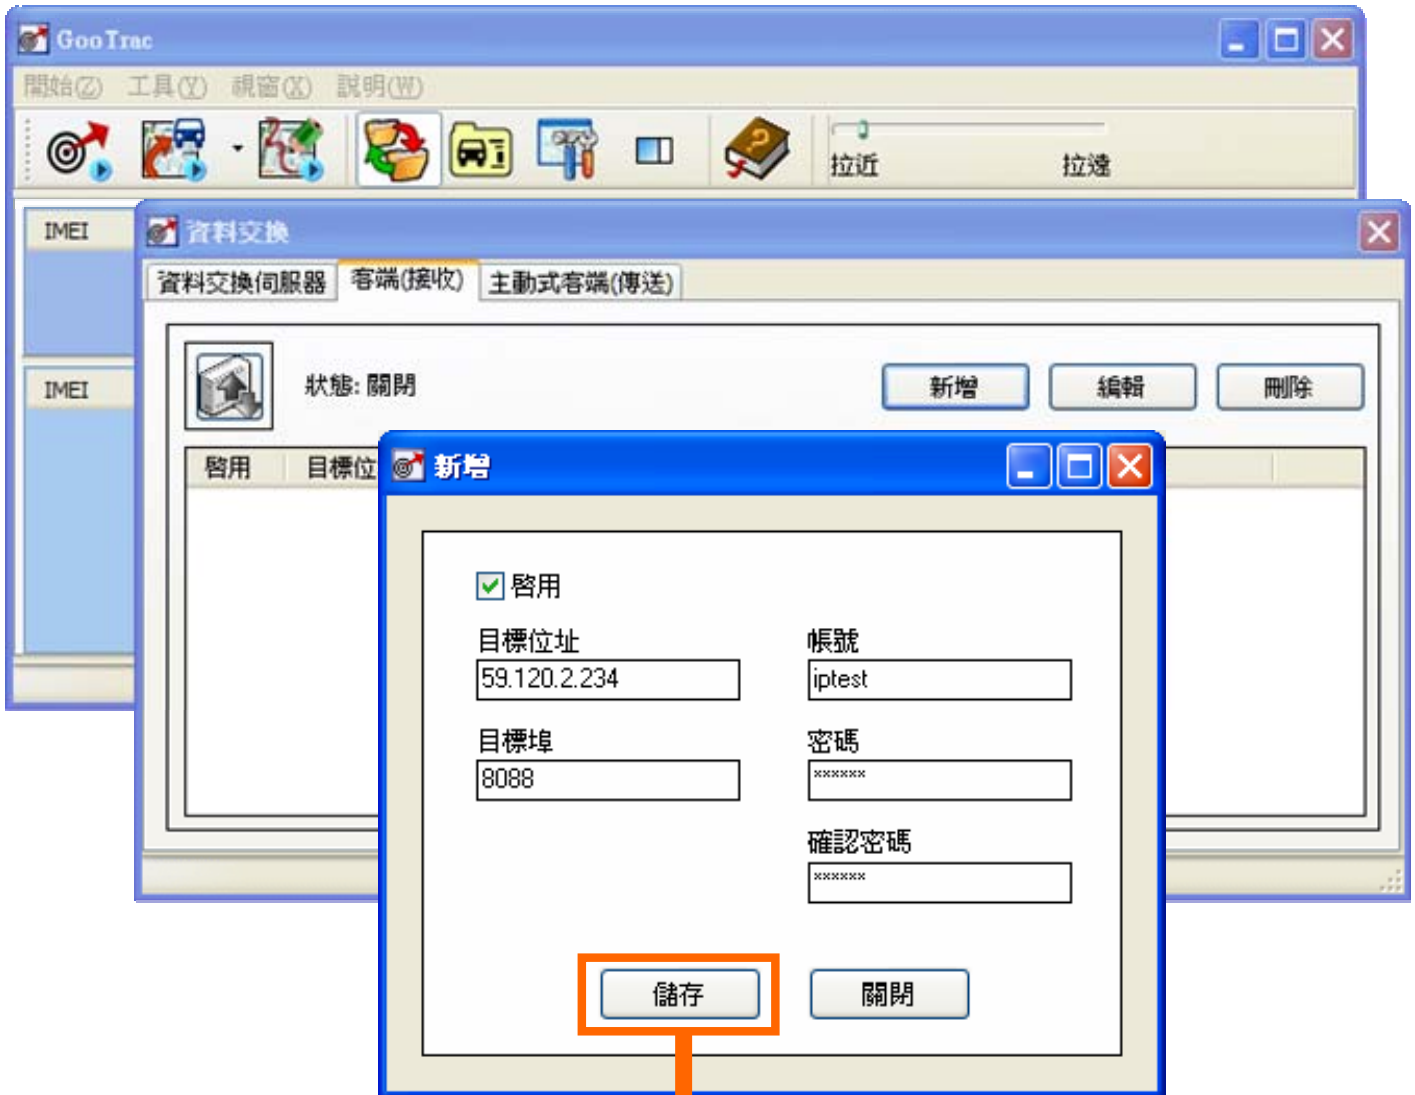 GooTrac
開始(Z) 工具(Y) 視窗(X) 說明(W)
拉近 拉遠
IMEI
資料交換
資料交換伺服器 客端(接收) 主動式客端(傳送)
狀態: 關閉 新增 編輯 刪除
IMEI
啓用 目標位
新增
啓用
目標位址 帳號
59.120.2.234 iptest
目標埠 密碼
8088 ××××××
確認密碼
××××××
儲存 關閉